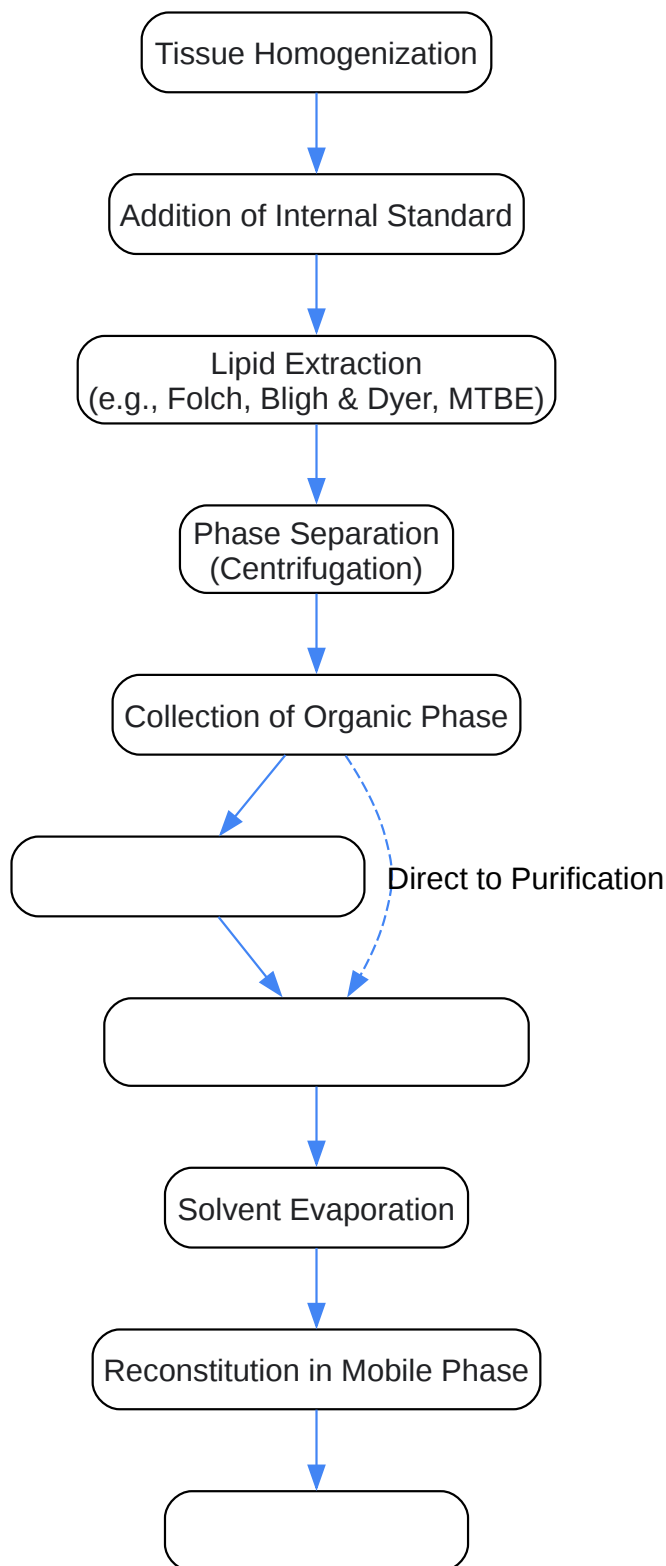 Tissue Homogenization
Addition of Internal Standard
Lipid Extraction
(e.g., Folch, Bligh & Dyer, MTBE)
Phase Separation
(Centrifugation)
Collection of Organic Phase
Direct to Purification
Solvent Evaporation
Reconstitution in Mobile Phase